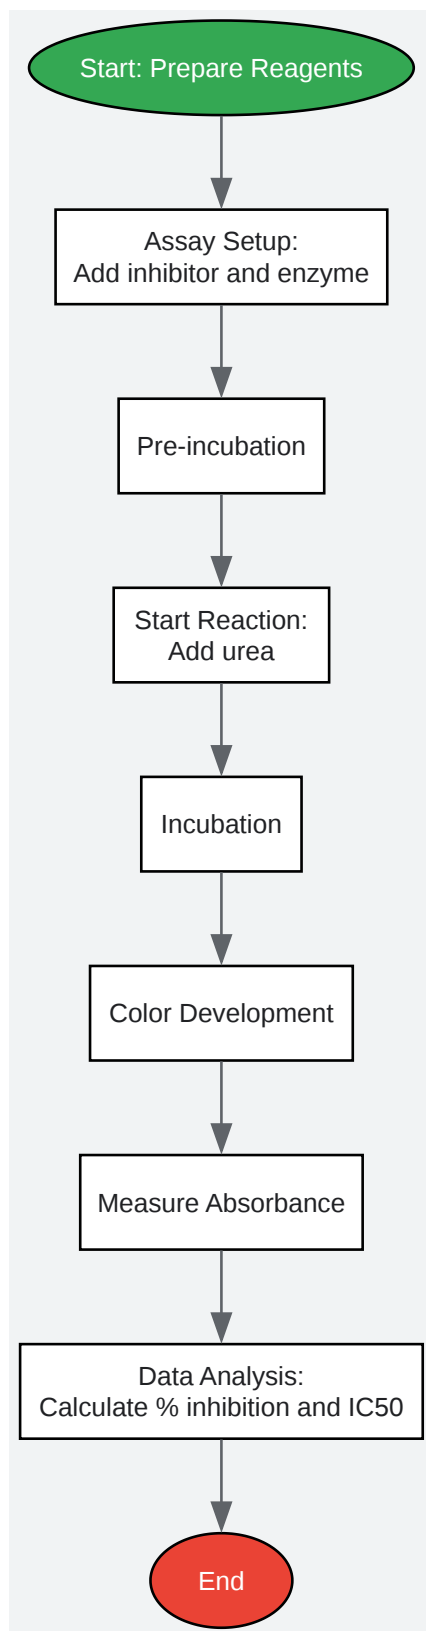 Start: Prepare Reagents
Assay Setup:
Add inhibitor and enzyme
Pre-incubation
Start Reaction:
Add urea
Incubation
Color Development
Measure Absorbance
Data Analysis:
Calculate % inhibition and IC50
End